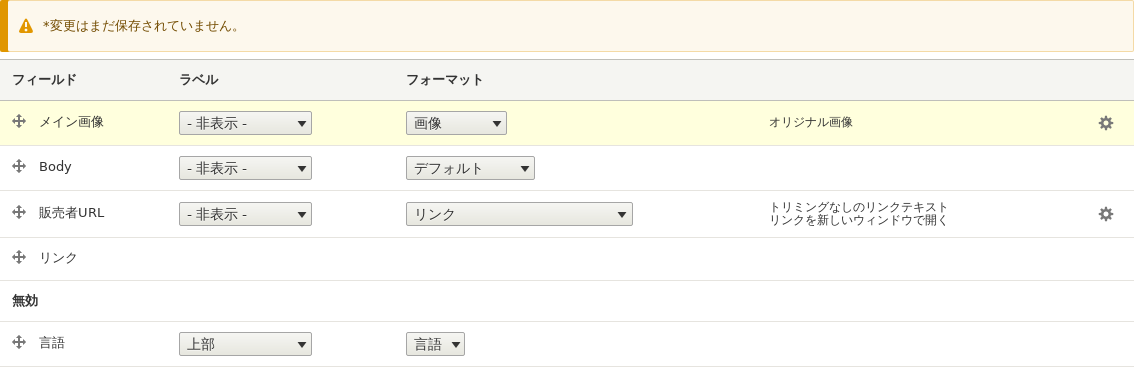 *変更はまだ保存されていません。
フィールド ラベル フォーマット
メイン画像 - 非表示 - 画像 オリジナル画像
Body - 非表示 - デフォルト
販売者URL - 非表示 - リンク トリミングなしのリンクテキスト
リンクを新しいウィンドウで開く
リンク
無効
言語 上部 言語